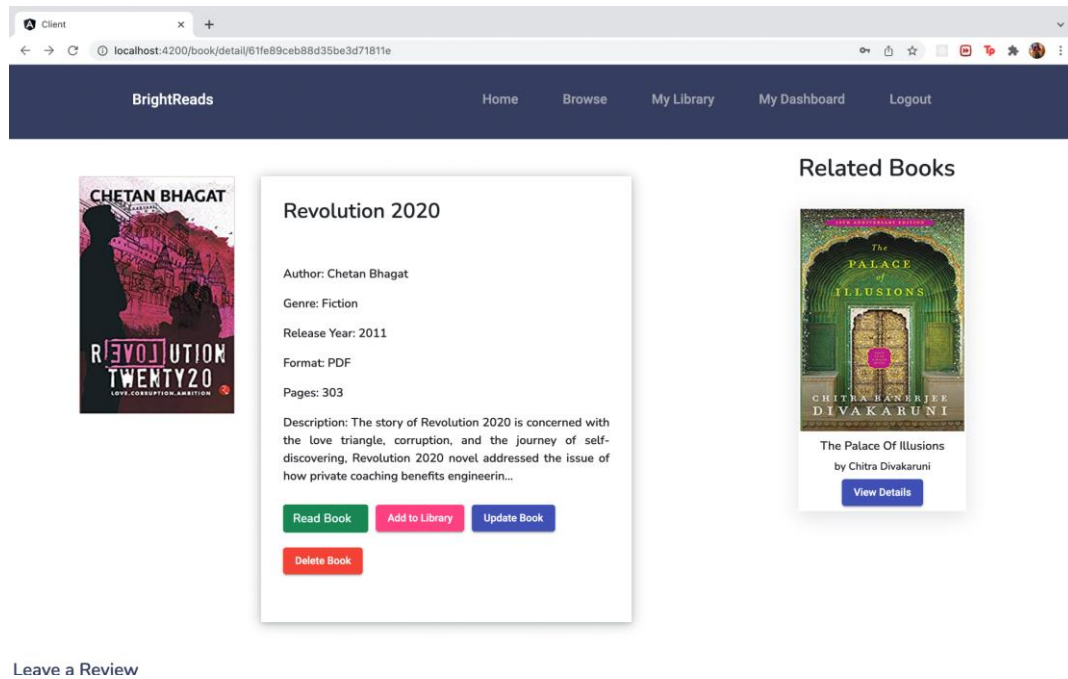 Client
localhost:4200/book/detail/61fe89ceb88d35be3d71811e
BrightReads
Home
Browse
My Library
My Dashboard
Logout
CHETAN BHAGAT
REVOLUTION
TWENTY20
LOVE.CORRUPTION.AMBITION
Revolution 2020
Author: Chetan Bhagat
Genre: Fiction
Release Year: 2011
Format: PDF
Pages: 303
Description: The story of Revolution 2020 is concerned with
the love triangle, corruption, and the journey of self-
discovering, Revolution 2020 novel addressed the issue of
how private coaching benefits engineerin...
Read Book
Add to Library
Update Book
Delete Book
Related Books
The
PALACE
of
ILLUSIONS
CHITRA BANERJEE
DIVAKARUNI
The Palace Of Illusions
by Chitra Divakaruni
View Details
Leave a Review